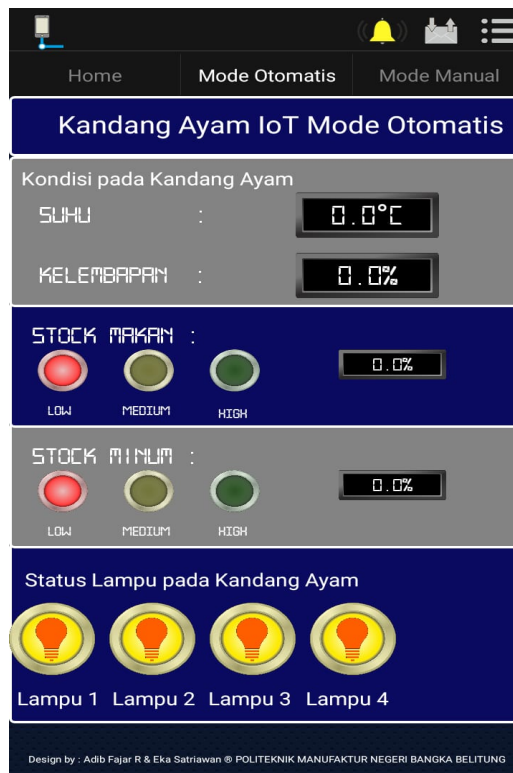 Home Mode Otomatis Mode Manual
Kandang Ayam IoT Mode Otomatis
Kondisi pada Kandang Ayam
SUHU : 0.0°C
KELEMBAPAN : 0.0%
STOCK MAKAN :
0.0%
LOW MEDIUM HIGH
STOCK MINUM :
0.0%
LOW MEDIUM HIGH
Status Lampu pada Kandang Ayam
Lampu 1 Lampu 2 Lampu 3 Lampu 4
Design by : Adib Fajar R & Eka Satriawan ® POLITEKNIK MANUFAKTUR NEGERI BANGKA BELITUNG